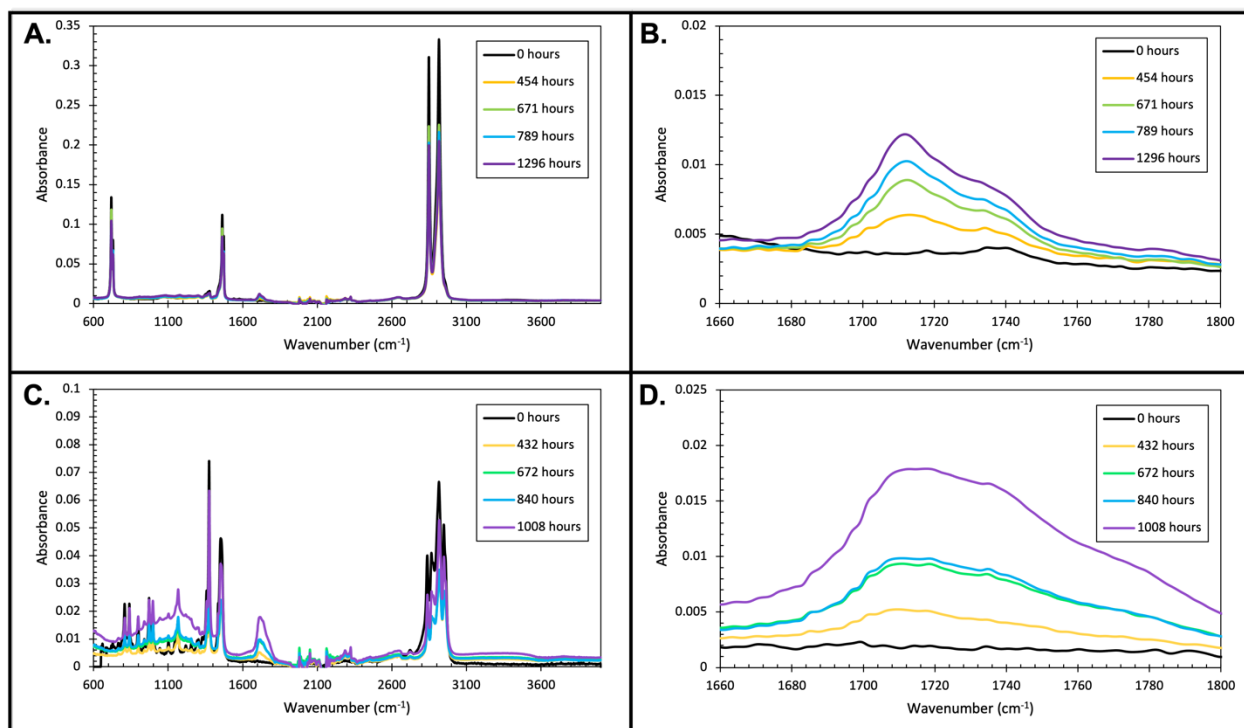 A.
0.35
0.3
0.25
0.2
0.15
0.1
0.05
0
Absorbance
600 1100 1600 2100 2600 3100 3600
Wavenumber (cm⁻¹)
0 hours
454 hours
671 hours
789 hours
1296 hours
B.
0.02
0.015
0.01
0.005
0
Absorbance
1660 1680 1700 1720 1740 1760 1780 1800
Wavenumber (cm⁻¹)
0 hours
454 hours
671 hours
789 hours
1296 hours
C.
0.1
0.09
0.08
0.07
0.06
0.05
0.04
0.03
0.02
0.01
0
Absorbance
600 1100 1600 2100 2600 3100 3600
Wavenumber (cm⁻¹)
0 hours
432 hours
672 hours
840 hours
1008 hours
D.
0.025
0.02
0.015
0.01
0.005
0
Absorbance
1660 1680 1700 1720 1740 1760 1780 1800
Wavenumber (cm⁻¹)
0 hours
432 hours
672 hours
840 hours
1008 hours